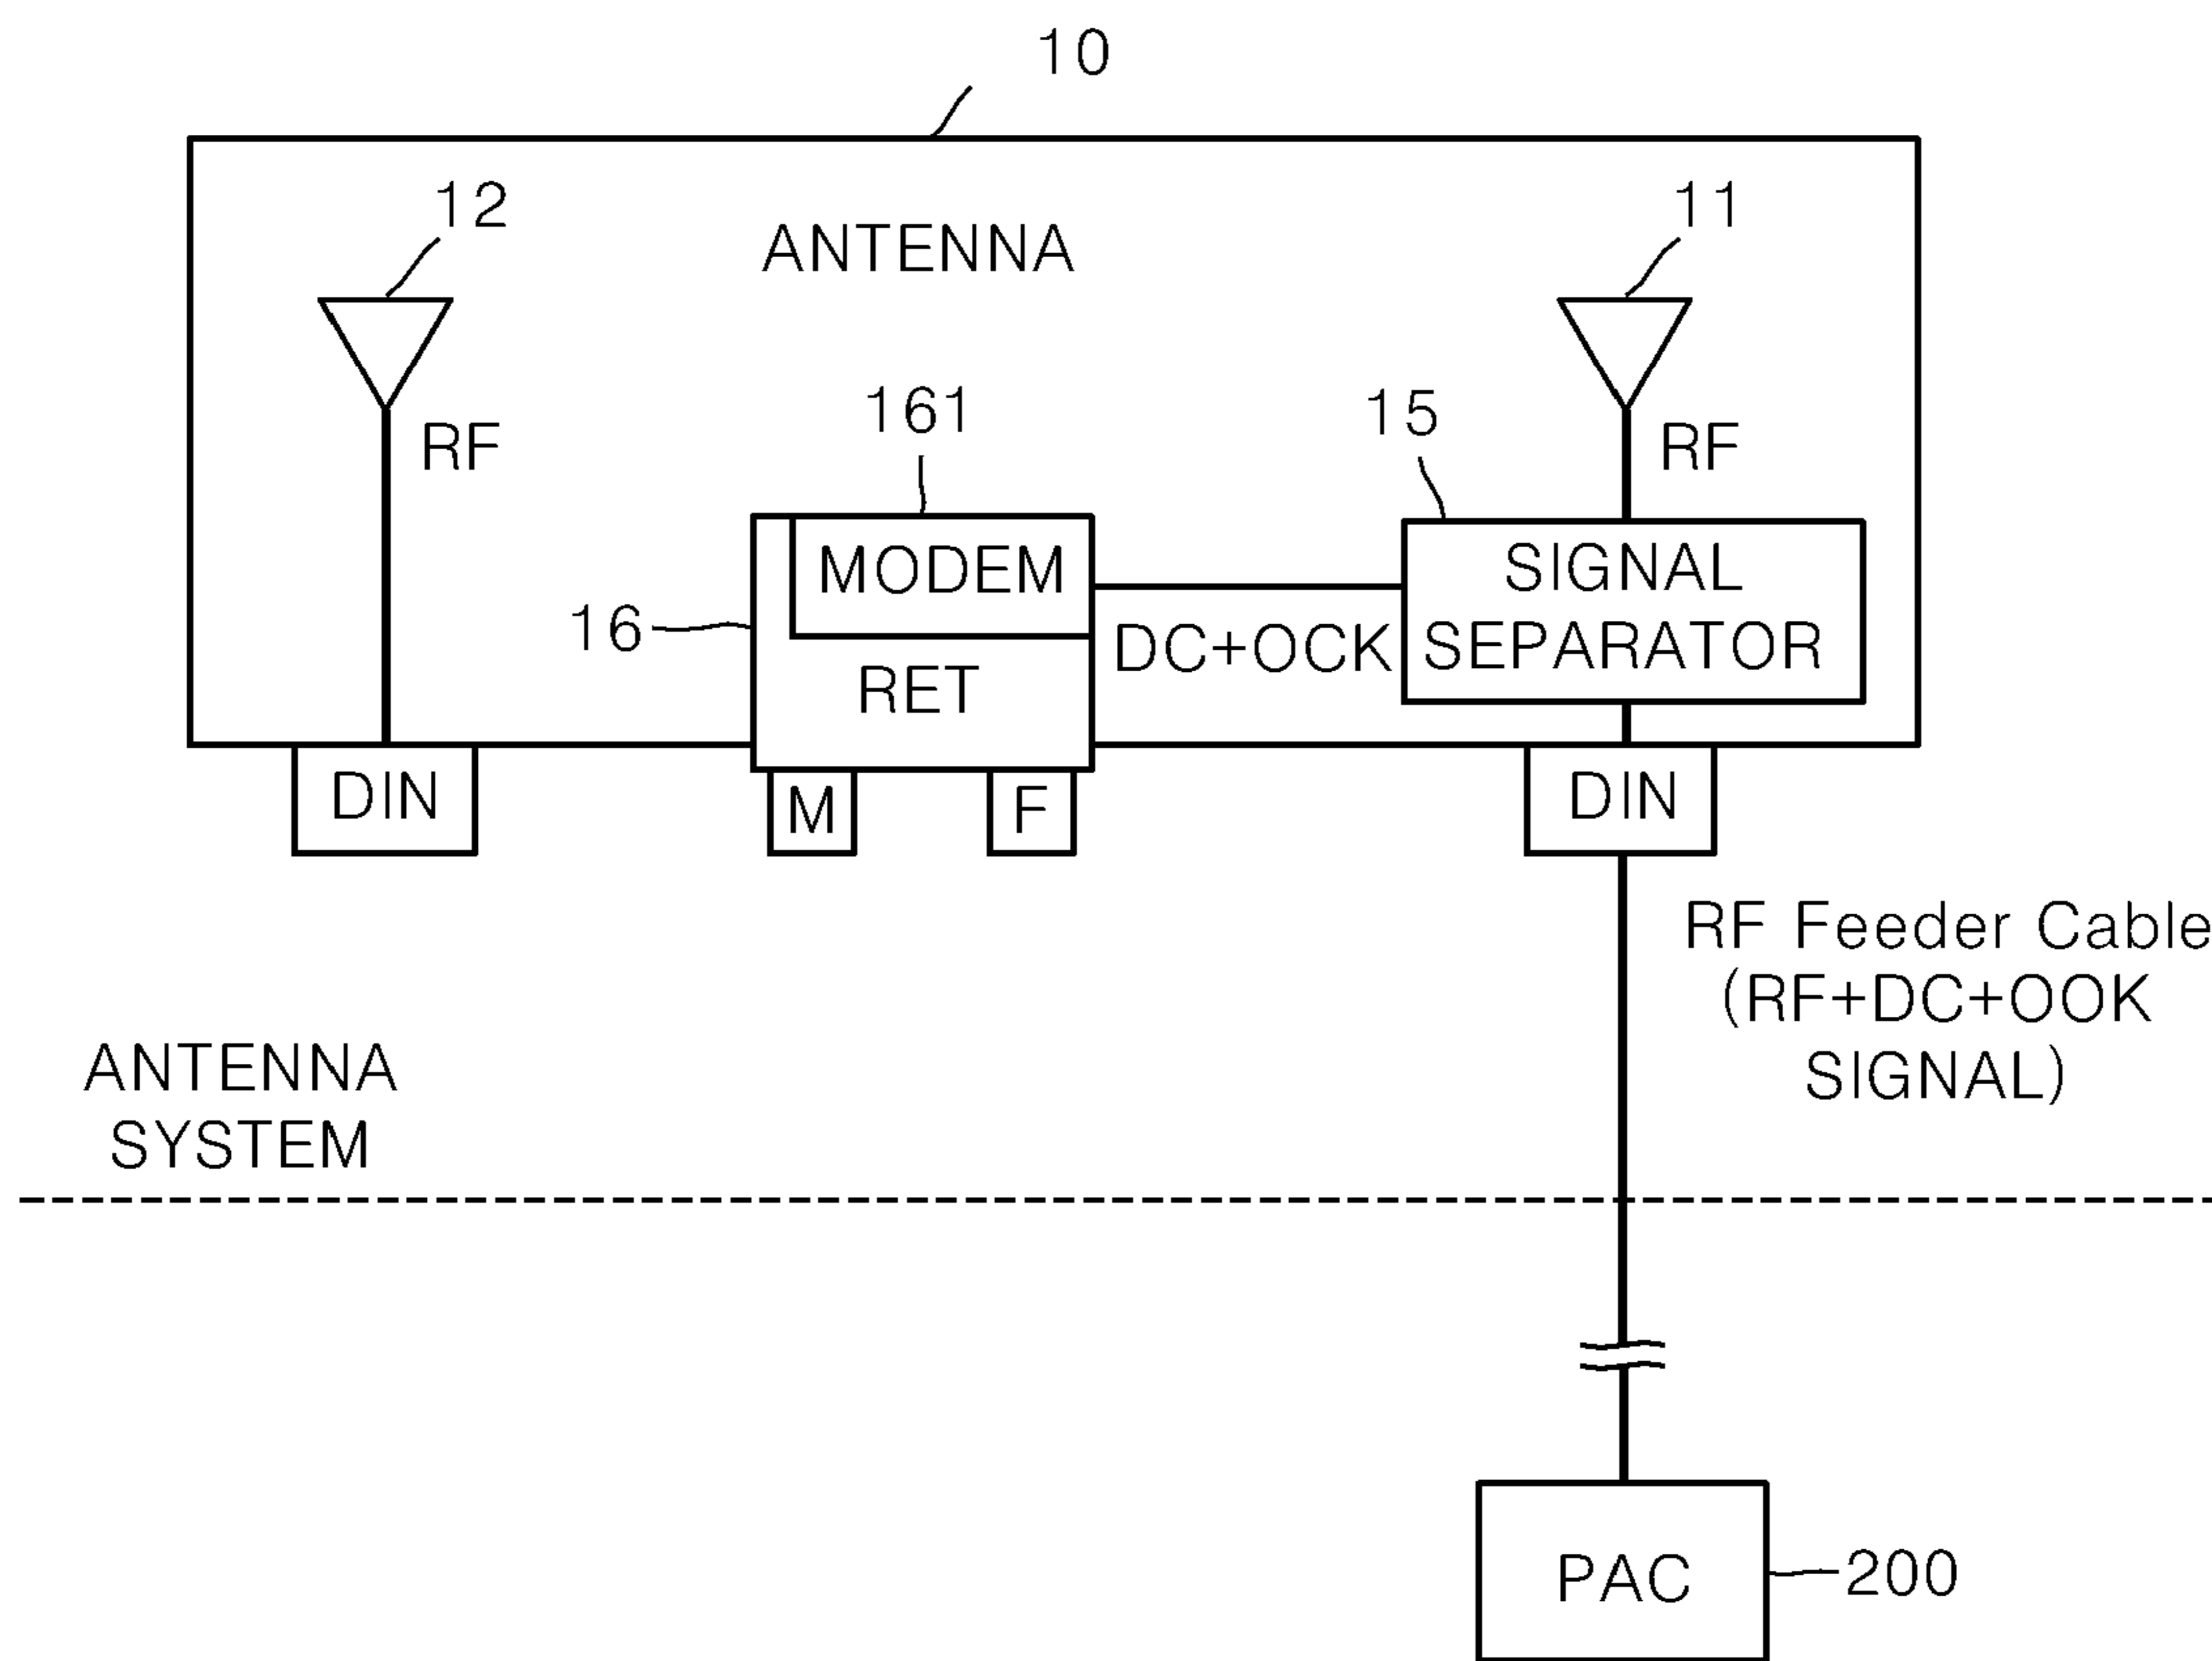 10
12
11
ANTENNA
RF
161
15
RF
MODEM
SIGNAL
SEPARATOR
16
DC+OCK
RET
DIN
M
F
DIN
RF Feeder Cable
(RF+DC+OOK
SIGNAL)
ANTENNA
SYSTEM
PAC
200